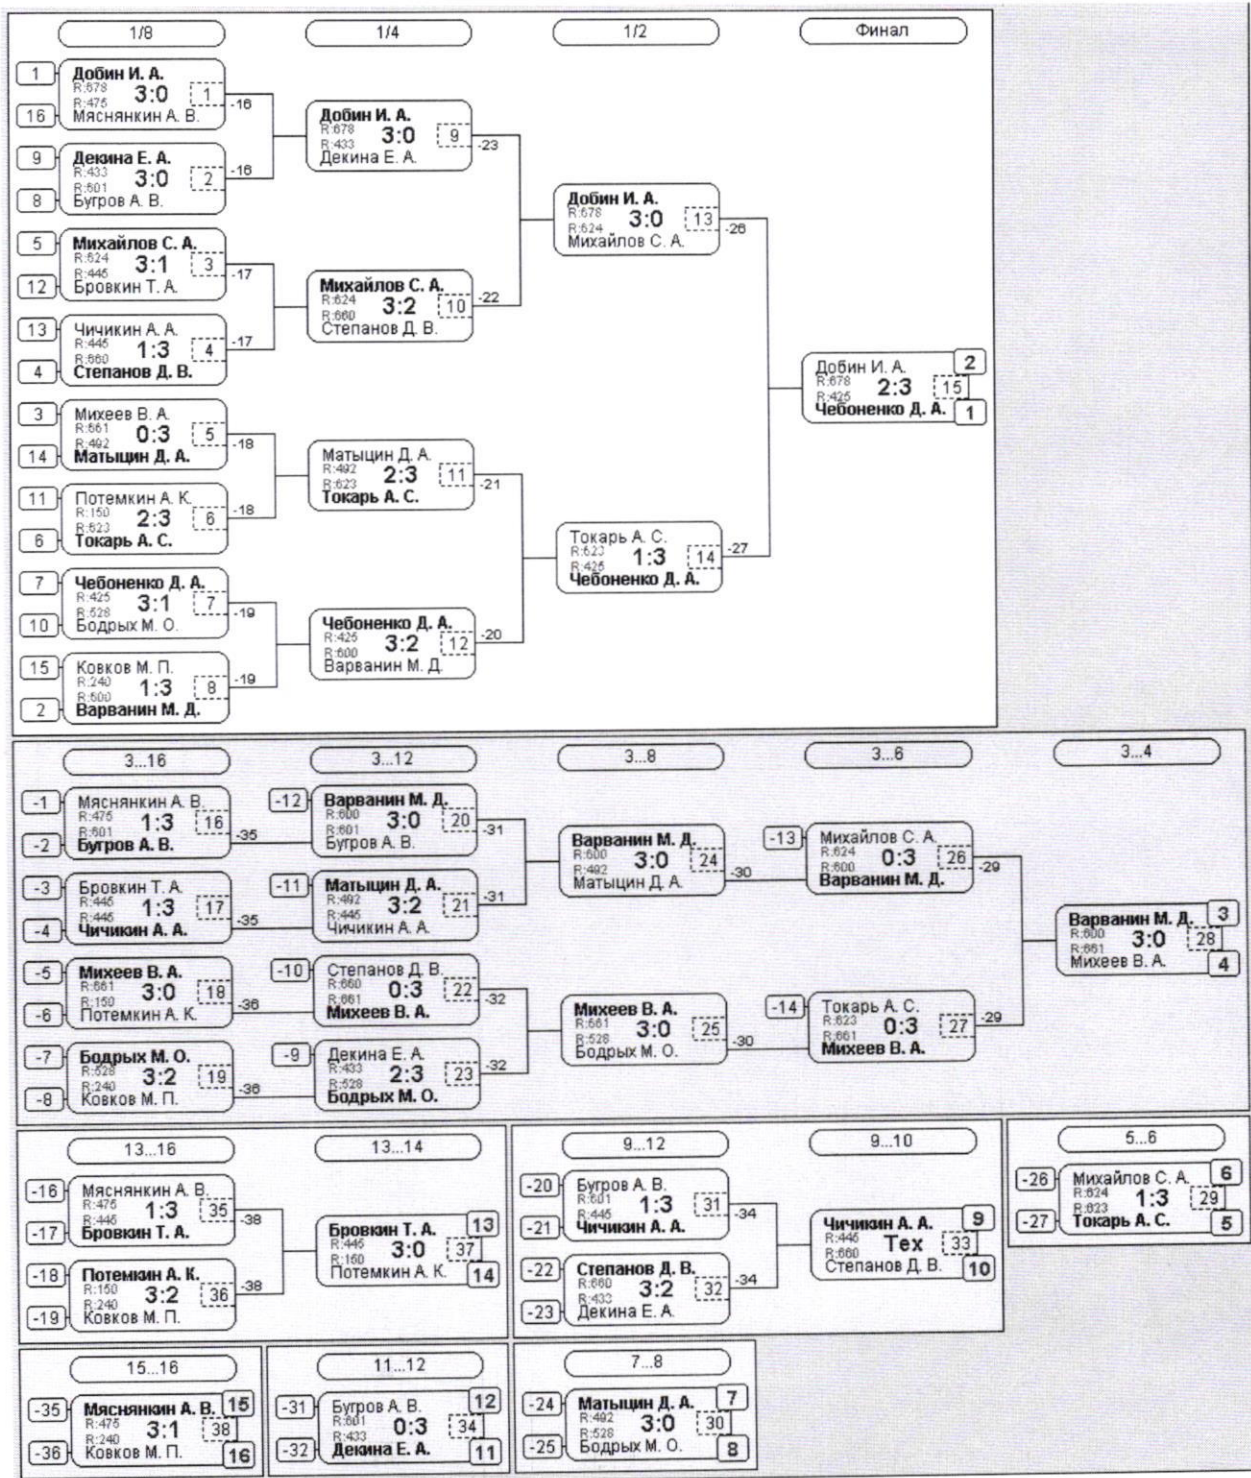 1/8 1/4 1/2 Финал
1 Добин И. А.
R:678 3:0 1 -16
R:475
16 Мяснянкин А. В.
9 Декина Е. А.
R:433 3:0 2 -16
R:601
8 Бугров А. В.
5 Михайлов С. А.
R:624 3:1 3 -17
R:445
12 Бровкин Т. А.
13 Чичикин А. А.
R:445 1:3 4 -17
R:660
4 Степанов Д. В.
3 Михеев В. А.
R:661 0:3 5 -18
R:492
14 Матыцин Д. А.
11 Потемкин А. К.
R:150 2:3 6 -18
R:623
6 Токарь А. С.
7 Чебоненко Д. А.
R:425 3:1 7 -19
R:528
10 Бодрых М. О.
15 Ковков М. П.
R:240 1:3 8 -19
R:600
2 Варванин М. Д.
Добин И. А.
R:678 3:0 9 -23
R:433
Декина Е. А.
Михайлов С. А.
R:624 3:2 10 -22
R:660
Степанов Д. В.
Матыцин Д. А.
R:492 2:3 11 -21
R:623
Токарь А. С.
Чебоненко Д. А.
R:425 3:2 12 -20
R:600
Варванин М. Д.
Добин И. А.
R:678 3:0 13 -26
R:624
Михайлов С. А.
Токарь А. С.
R:623 1:3 14 -27
R:425
Чебоненко Д. А.
Добин И. А. 2
R:678 2:3 15
R:425
Чебоненко Д. А. 1
3...16 3...12 3...8 3...6 3...4
-1 Мяснянкин А. В.
R:475 1:3 16 -35
R:601
-2 Бугров А. В.
-3 Бровкин Т. А.
R:445 1:3 17 -35
R:445
-4 Чичикин А. А.
-5 Михеев В. А.
R:661 3:0 18 -36
R:150
-6 Потемкин А. К.
-7 Бодрых М. О.
R:528 3:2 19 -36
R:240
-8 Ковков М. П.
-12 Варванин М. Д.
R:600 3:0 20 -31
R:601
Бугров А. В.
-11 Матыцин Д. А.
R:492 3:2 21 -31
R:445
Чичикин А. А.
-10 Степанов Д. В.
R:660 0:3 22 -32
R:661
Михеев В. А.
-9 Декина Е. А.
R:433 2:3 23 -32
R:528
Бодрых М. О.
Варванин М. Д.
R:600 3:0 24 -30
R:492
Матыцин Д. А.
Михеев В. А.
R:661 3:0 25 -30
R:528
Бодрых М. О.
-13 Михайлов С. А.
R:624 0:3 26 -29
R:600
Варванин М. Д.
-14 Токарь А. С.
R:623 0:3 27 -29
R:661
Михеев В. А.
Варванин М. Д. 3
R:600 3:0 28
R:661
Михеев В. А. 4
13...16 13...14
-16 Мяснянкин А. В.
R:475 1:3 35 -38
R:445
-17 Бровкин Т. А.
-18 Потемкин А. К.
R:150 3:2 36 -38
R:240
-19 Ковков М. П.
Бровкин Т. А. 13
R:445 3:0 37
R:150
Потемкин А. К. 14
9...12 9...10
-20 Бугров А. В.
R:601 1:3 31 -34
R:445
-21 Чичикин А. А.
-22 Степанов Д. В.
R:660 3:2 32 -34
R:433
-23 Декина Е. А.
Чичикин А. А. 9
R:445 Тех 33
R:660
Степанов Д. В. 10
5...6
-26 Михайлов С. А. 6
R:624 1:3 29
R:623
-27 Токарь А. С. 5
15...16
-35 Мяснянкин А. В. 15
R:475 3:1 38
R:240
-36 Ковков М. П. 16
11...12
-31 Бугров А. В. 12
R:601 0:3 34
R:433
-32 Декина Е. А. 11
7...8
-24 Матыцин Д. А. 7
R:492 3:0 30
R:528
-25 Бодрых М. О. 8